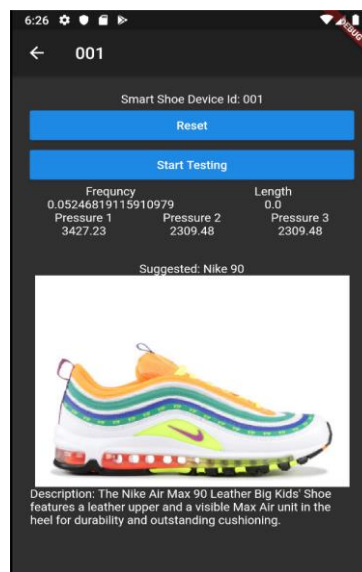 6:26
DEBUG
001
Smart Shoe Device Id: 001
Reset
Start Testing
Frequncy Length
0.05246819115910979 0.0
Pressure 1 Pressure 2 Pressure 3
3427.23 2309.48 2309.48
Suggested: Nike 90
Description: The Nike Air Max 90 Leather Big Kids' Shoe
features a leather upper and a visible Max Air unit in the
heel for durability and outstanding cushioning.